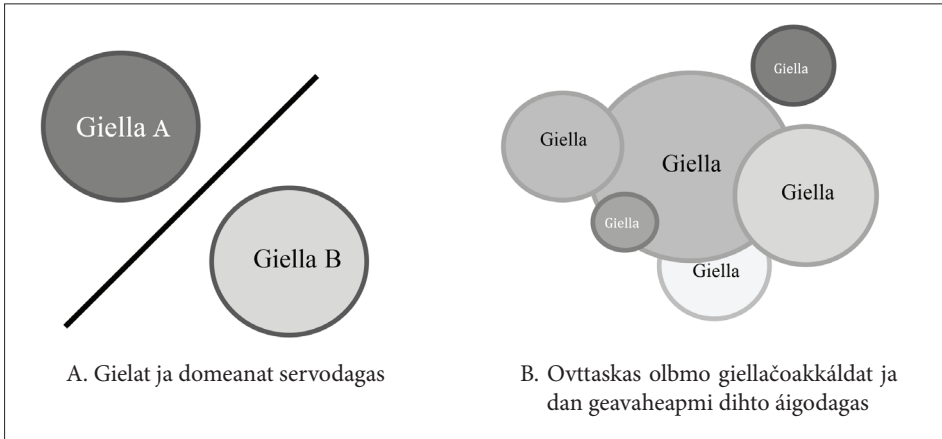 Giella A
Giella B
A. Gielat ja domeanat servodagas
Giella
Giella
Giella
Giella
Giella
Giella
B. Ovttaskas olbmo giellačoakkáldat ja
dan geavaheapmi dihto áigodagas